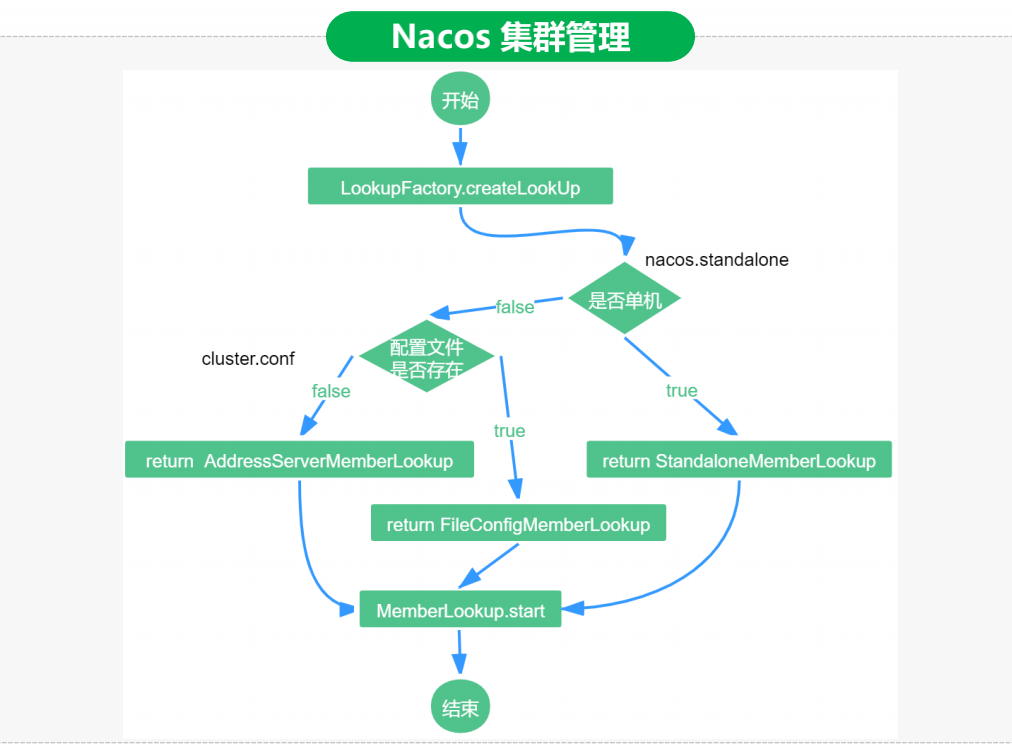 Nacos 集群管理
开始
LookupFactory.createLookUp
nacos.standalone
是否单机
false
配置文件
是否存在
cluster.conf
false
true
true
return AddressServerMemberLookup
return StandaloneMemberLookup
return FileConfigMemberLookup
MemberLookup.start
结束